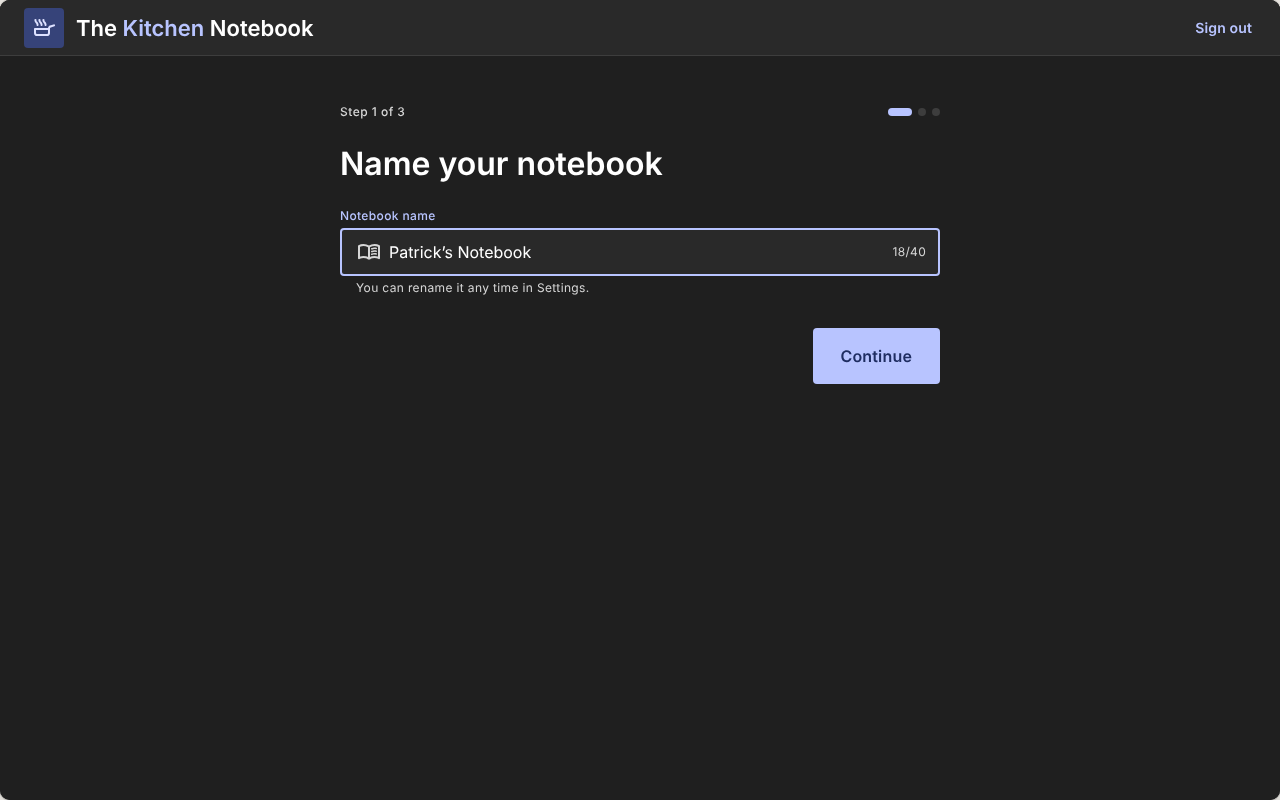 The Kitchen Notebook
Sign out
Step 1 of 3
Name your notebook
Notebook name
Patrick’s Notebook
18/40
You can rename it any time in Settings.
Continue